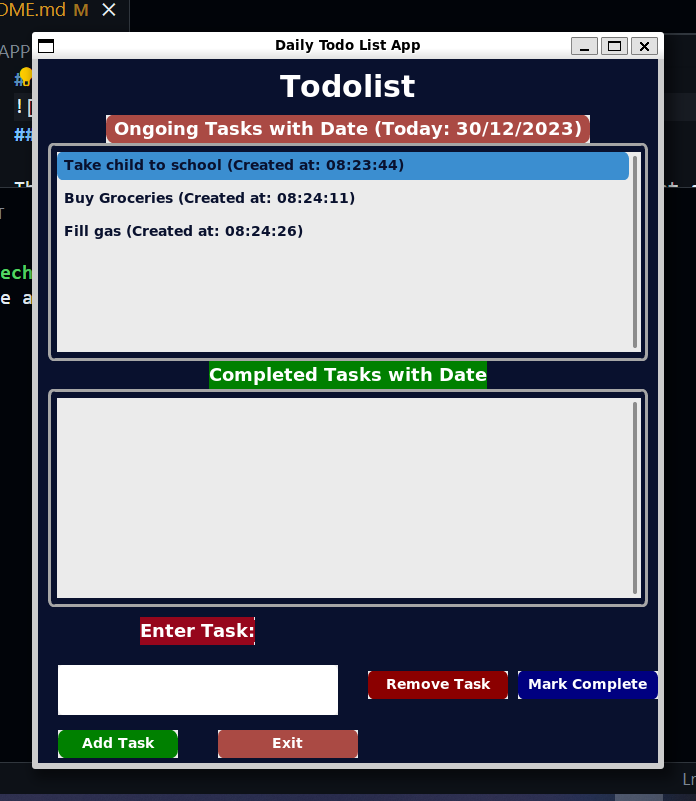 DME.md M
Daily Todo List App
APP
Todolist
Ongoing Tasks with Date (Today: 30/12/2023)
Take child to school (Created at: 08:23:44)
Buy Groceries (Created at: 08:24:11)
Fill gas (Created at: 08:24:26)
Completed Tasks with Date
Enter Task:
Remove Task
Mark Complete
Add Task
Exit